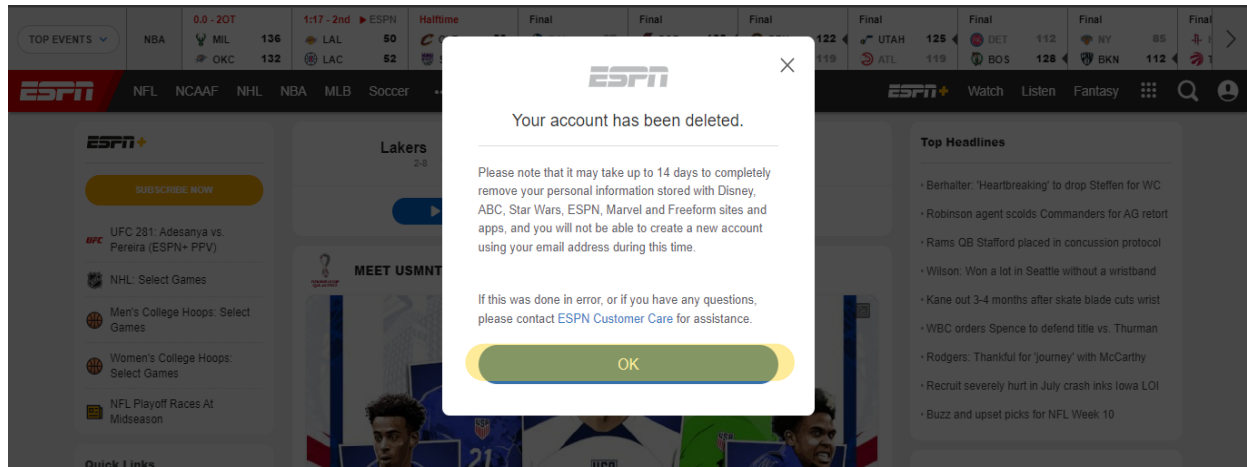 TOP EVENTS
NBA
0.0 - 2OT
MIL 136
OKC 132
1:17 - 2nd ESPN
LAL 50
LAC 52
Halftime
Final
Final
Final
122
119
Final
UTAH 125
ATL 119
Final
DET 112
BOS 128
Final
NY 85
BKN 112
Final
ESPN
NFL NCAAF NHL NBA MLB Soccer
ESPN+ Watch Listen Fantasy
ESPN+
SUBSCRIBE NOW
UFC 281: Adesanya vs.
Pereira (ESPN+ PPV)
NHL: Select Games
Men's College Hoops: Select
Games
Women's College Hoops:
Select Games
NFL Playoff Races At
Midseason
Quick Links
Lakers
2-8
MEET USMNT
21
USA
ESPN
Your account has been deleted.
Please note that it may take up to 14 days to completely
remove your personal information stored with Disney,
ABC, Star Wars, ESPN, Marvel and Freeform sites and
apps, and you will not be able to create a new account
using your email address during this time.
If this was done in error, or if you have any questions,
please contact ESPN Customer Care for assistance.
OK
Top Headlines
Berhalter: 'Heartbreaking' to drop Steffen for WC
Robinson agent scolds Commanders for AG retort
Rams QB Stafford placed in concussion protocol
Wilson: Won a lot in Seattle without a wristband
Kane out 3-4 months after skate blade cuts wrist
WBC orders Spence to defend title vs. Thurman
Rodgers: Thankful for 'journey' with McCarthy
Recruit severely hurt in July crash inks Iowa LOI
Buzz and upset picks for NFL Week 10